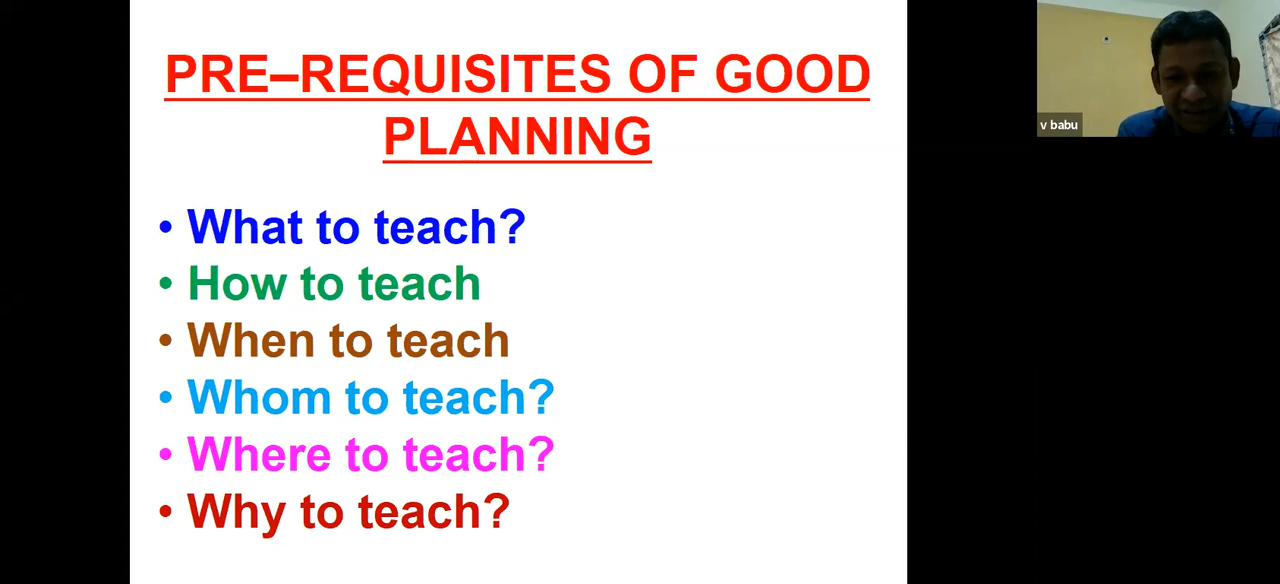 PRE–REQUISITES OF GOOD
PLANNING
• What to teach?
• How to teach
• When to teach
• Whom to teach?
• Where to teach?
• Why to teach?
v babu